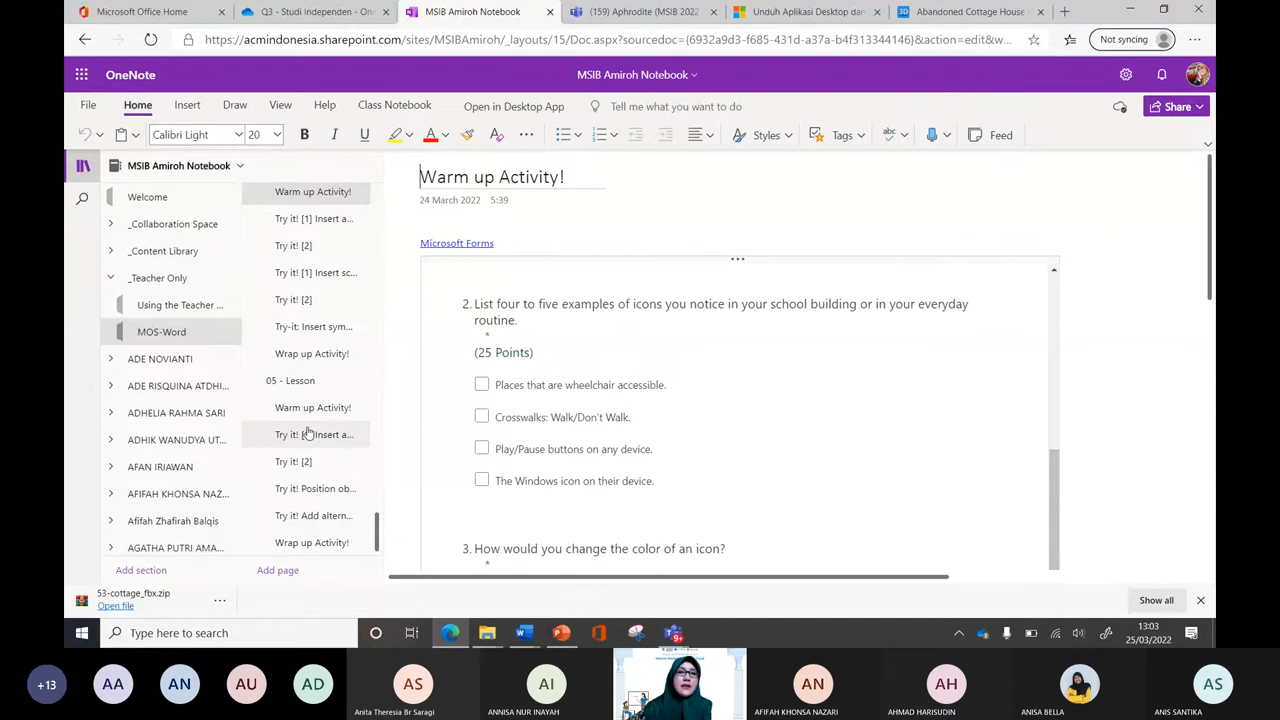 Microsoft Office Home
Q3 - Studi Independen - One
MSIB Amiroh Notebook
(159) Aphrodite (MSIB 2022
Unduh Aplikasi Desktop dar
Abandoned Cottage House v
https://acmindonesia.sharepoint.com/sites/MSIBAmiroh/_layouts/15/Doc.aspx?sourcedoc={6932a9d3-f685-431d-a37a-b4f313344146}&action=edit&w...
Not syncing
OneNote
MSIB Amiroh Notebook
File
Home
Insert
Draw
View
Help
Class Notebook
Open in Desktop App
Tell me what you want to do
Share
Calibri Light
20
B
I
U
A
Styles
Tags
abc
Feed
MSIB Amiroh Notebook
Welcome
_Collaboration Space
_Content Library
_Teacher Only
Using the Teacher ...
MOS-Word
ADE NOVIANTI
ADE RISQUINA ATDHI...
ADHELIA RAHMA SARI
ADHIK WANUDYA UT...
AFAN IRIAWAN
AFIFAH KHONSA NAZ...
Afifah Zhafirah Balqis
AGATHA PUTRI AMA...
Add section
Warm up Activity!
Try it! [1] Insert a...
Try it! [2]
Try it! [1] Insert sc...
Try it! [2]
Try-it: Insert sym...
Wrap up Activity!
05 - Lesson
Warm up Activity!
Try it! [1] Insert a...
Try it! [2]
Try it! Position ob...
Try it! Add altern...
Wrap up Activity!
Add page
Warm up Activity!
24 March 2022 5:39
Microsoft Forms
2. List four to five examples of icons you notice in your school building or in your everyday
routine.
*
(25 Points)
Places that are wheelchair accessible.
Crosswalks: Walk/Don't Walk.
Play/Pause buttons on any device.
The Windows icon on their device.
3. How would you change the color of an icon?
*
53-cottage_fbx.zip
Open file
Show all
Type here to search
9+
13:03
25/03/2022
+13
AA
AN
AU
AD
AS
Anita Theresia Br Saragi
AI
ANNISA NUR INAYAH
AN
AFIFAH KHONSA NAZARI
AH
AHMAD HARISUDIN
ANISA BELLA
AS
ANIS SANTIKA